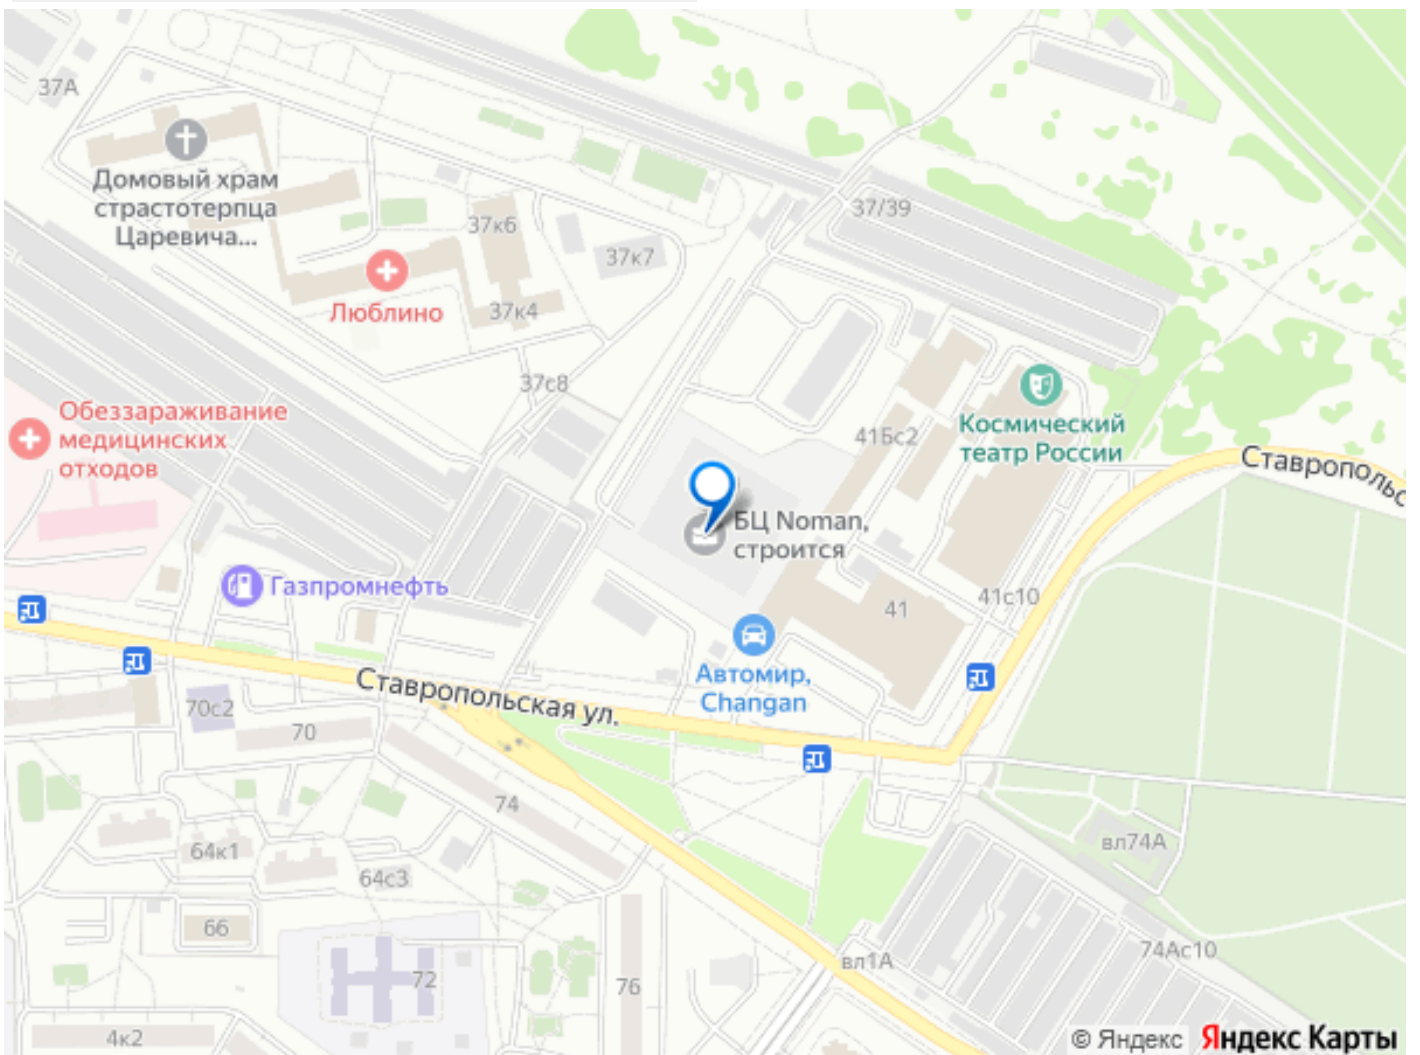 37А
Домовый храм
страстотерпца
Царевича...
37к6
37к7
37/39
Люблино
37к4
37с8
Обеззараживание
медицинских
отходов
41Бс2
Космический
театр России
Ставропольс
БЦ Noman,
строится
Газпромнефть
41
41с10
Автомир,
Changan
Ставропольская ул.
70с2
70
74
64к1
64с3
вл74А
66
72
76
вл1А
74Ас10
4к2
© Яндекс Яндекс Карты